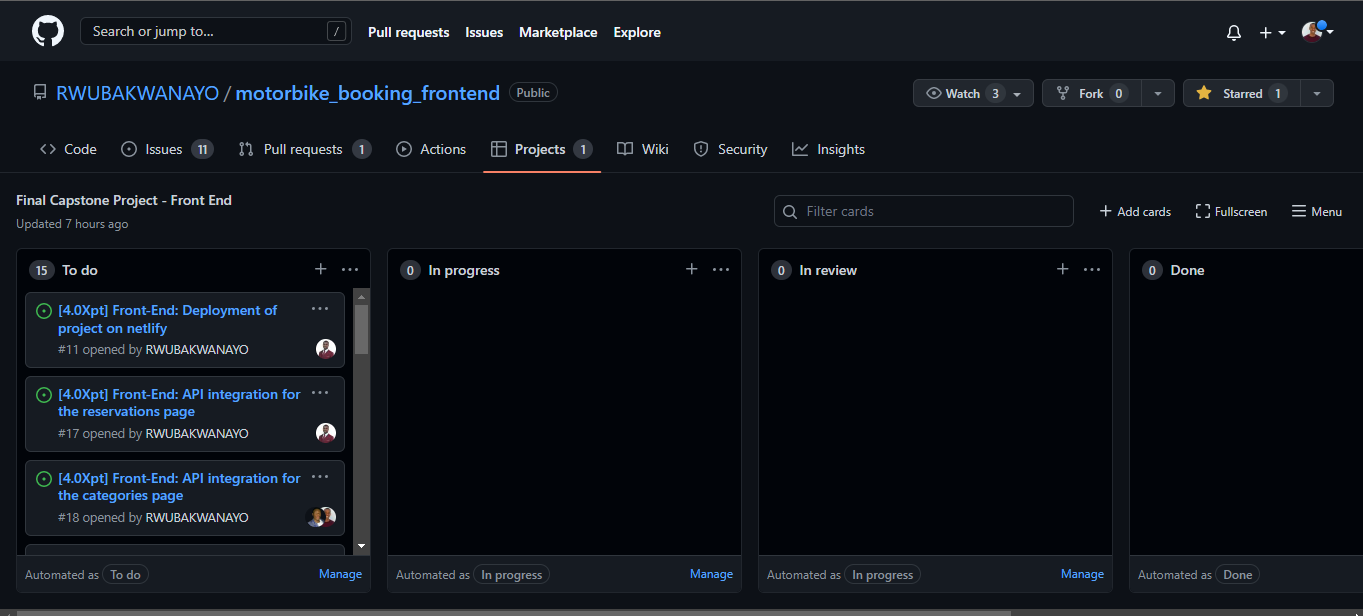 Search or jump to... /
Pull requests Issues Marketplace Explore
RWUBAKWANAYO / motorbike_booking_frontend Public
Watch 3 Fork 0 Starred 1
Code Issues 11 Pull requests 1 Actions Projects 1 Wiki Security Insights
Final Capstone Project - Front End
Updated 7 hours ago
Filter cards
Add cards Fullscreen Menu
15 To do
[4.0Xpt] Front-End: Deployment of
project on netlify
#11 opened by RWUBAKWANAYO
[4.0Xpt] Front-End: API integration for
the reservations page
#17 opened by RWUBAKWANAYO
[4.0Xpt] Front-End: API integration for
the categories page
#18 opened by RWUBAKWANAYO
Automated as To do Manage
0 In progress
Automated as In progress Manage
0 In review
Automated as In progress Manage
0 Done
Automated as Done